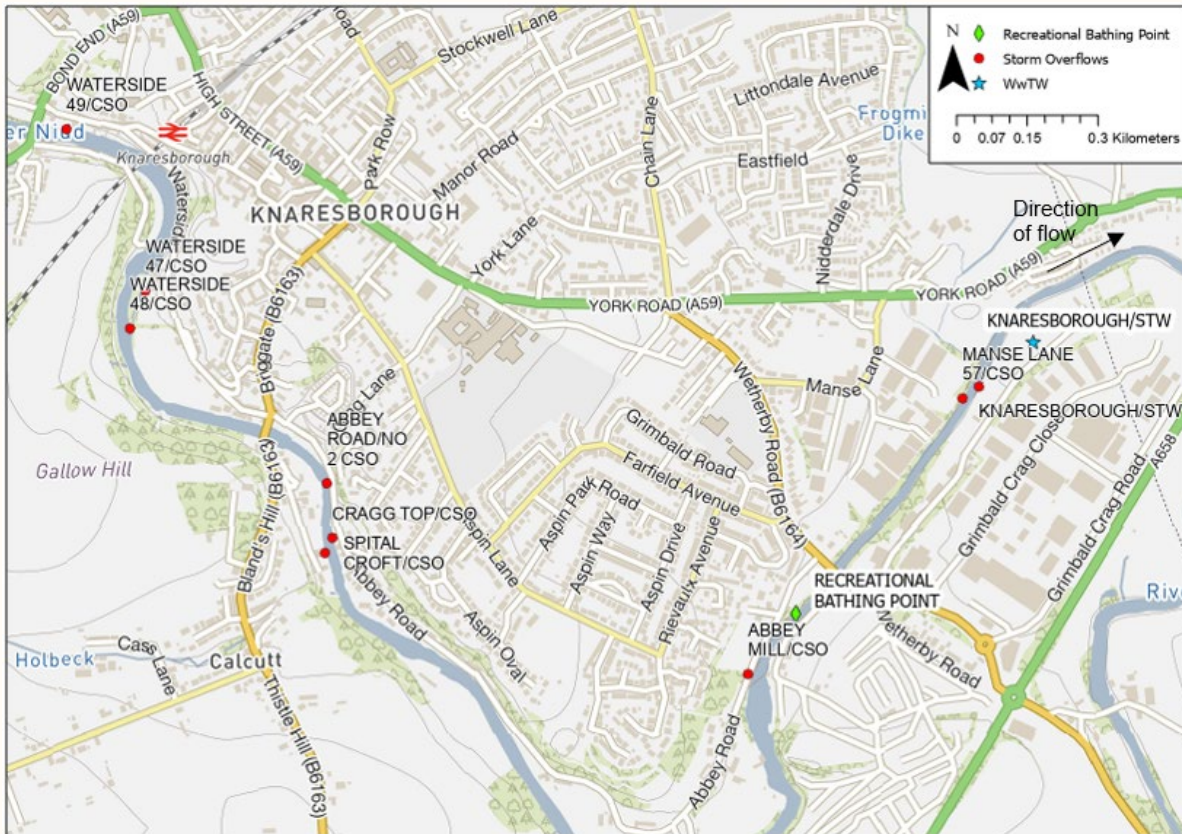 BOND END (A59)
WATERSIDE
49/CSO
er Nidd
Knaresborough
HIGH STREET (A59)
Road
Stockwell Lane
Park Row
Manor Road
Chain Lane
Littondale Avenue
Frogmi
Dike
Eastfield
Nidderdale Drive
N
Recreational Bathing Point
Storm Overflows
WwTW
0 0.07 0.15 0.3 Kilometers
Waters
KNARESBOROUGH
York Lane
WATERSIDE
47/CSO
WATERSIDE
48/CSO
Briggate (B6163)
YORK ROAD (A59)
YORK ROAD (A59)
Direction
of flow
KNARESBOROUGH/STW
MANSE LANE
57/CSO
KNARESBOROUGH/STW
Manse Lane
Wetherby Road (B6164)
Grimbald Road
Farfield Avenue
Lane
ABBEY
ROAD/NO
2 CSO
Gallow Hill
Bland's Hill (B6163)
CRAGG TOP/CSO
SPITAL
CROFT/CSO
Abbey Road
Aspin Lane
Aspin Park Road
Aspin Way
Aspin Drive
Rievaulx Avenue
Aspin Oval
Grimbald Crag Close
Grimbald Crag Road
A658
RECREATIONAL
BATHING POINT
ABBEY
MILL/CSO
Wetherby Road
Rive
Holbeck
Cass Lane
Calcutt
Thistle Hill (B6163)
Abbey Road